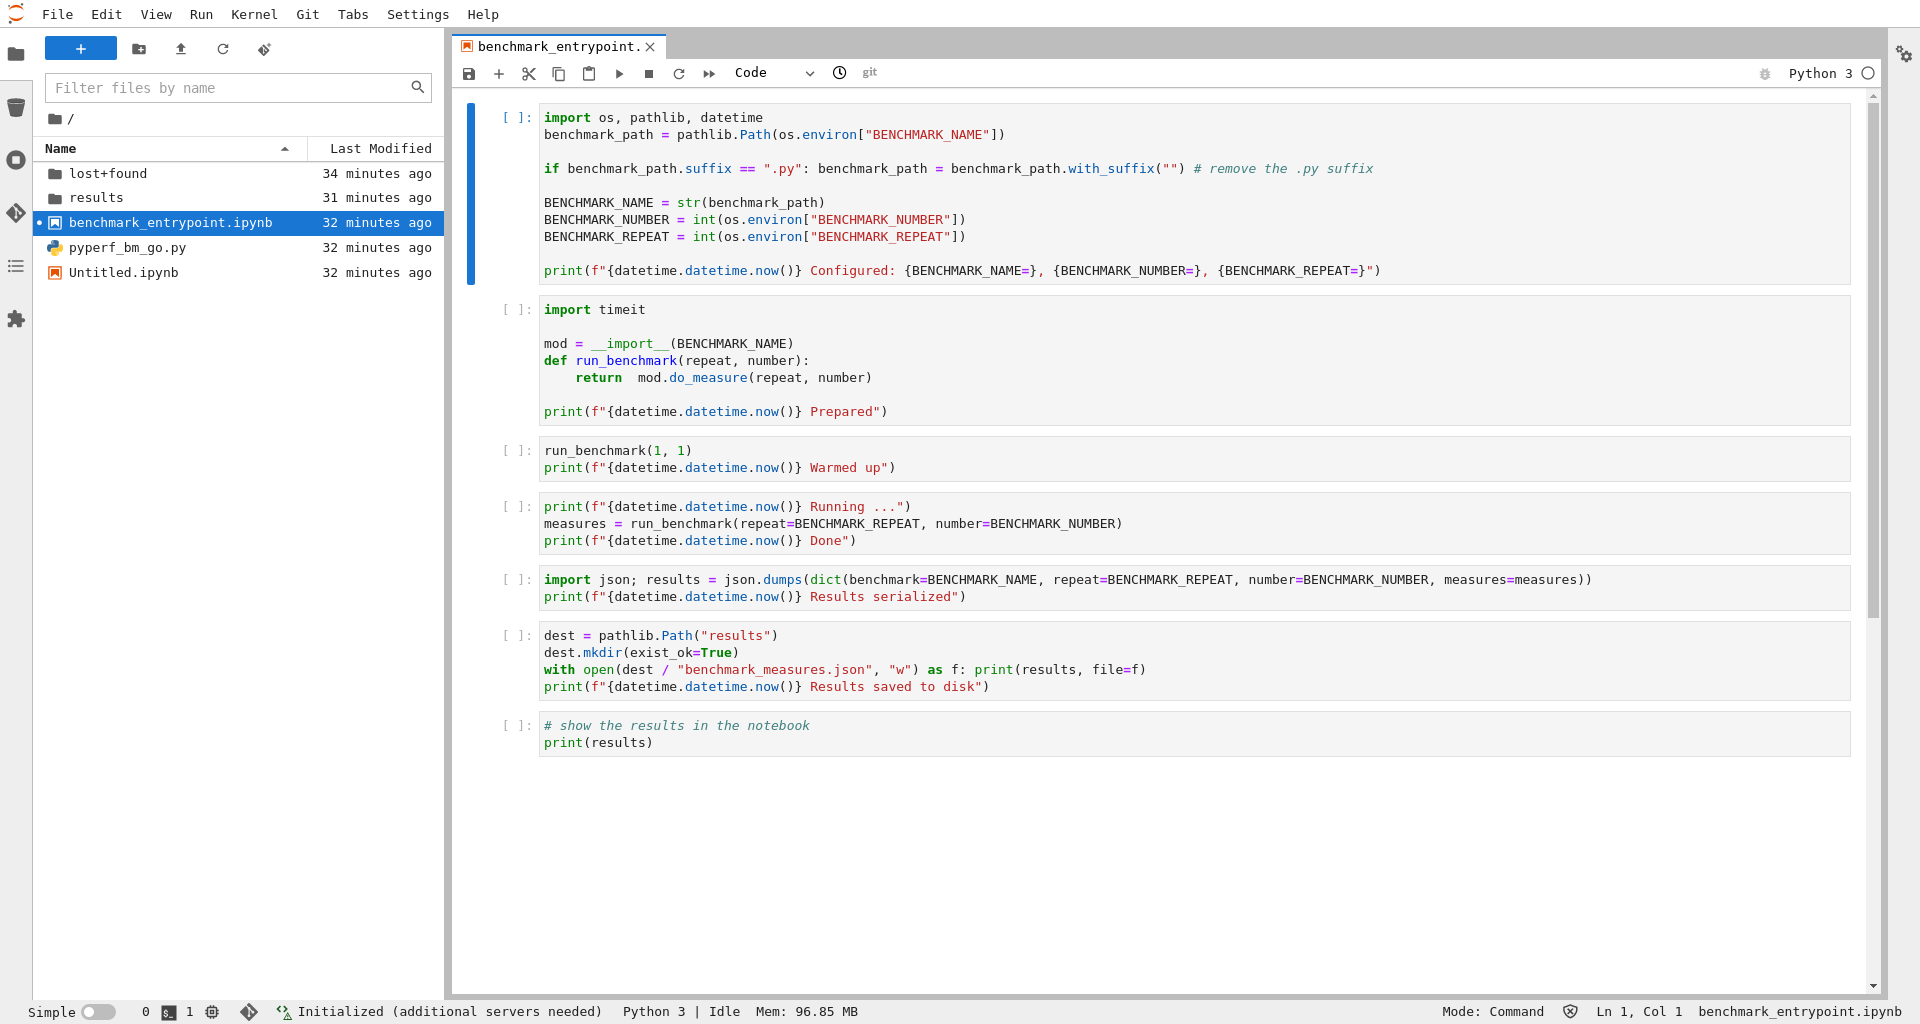 File Edit View Run Kernel Git Tabs Settings Help
Filter files by name
/
Name Last Modified
lost+found 34 minutes ago
results 31 minutes ago
benchmark_entrypoint.ipynb 32 minutes ago
pyperf_bm_go.py 32 minutes ago
Untitled.ipynb 32 minutes ago
benchmark_entrypoint.
Code git Python 3
[ ]: import os, pathlib, datetime
benchmark_path = pathlib.Path(os.environ["BENCHMARK_NAME"])
if benchmark_path.suffix == ".py": benchmark_path = benchmark_path.with_suffix("") # remove the .py suffix
BENCHMARK_NAME = str(benchmark_path)
BENCHMARK_NUMBER = int(os.environ["BENCHMARK_NUMBER"])
BENCHMARK_REPEAT = int(os.environ["BENCHMARK_REPEAT"])
print(f"{datetime.datetime.now()} Configured: {BENCHMARK_NAME=}, {BENCHMARK_NUMBER=}, {BENCHMARK_REPEAT=}")
[ ]: import timeit
mod = __import__(BENCHMARK_NAME)
def run_benchmark(repeat, number):
    return  mod.do_measure(repeat, number)
print(f"{datetime.datetime.now()} Prepared")
[ ]: run_benchmark(1, 1)
print(f"{datetime.datetime.now()} Warmed up")
[ ]: print(f"{datetime.datetime.now()} Running ...")
measures = run_benchmark(repeat=BENCHMARK_REPEAT, number=BENCHMARK_NUMBER)
print(f"{datetime.datetime.now()} Done")
[ ]: import json; results = json.dumps(dict(benchmark=BENCHMARK_NAME, repeat=BENCHMARK_REPEAT, number=BENCHMARK_NUMBER, measures=measures))
print(f"{datetime.datetime.now()} Results serialized")
[ ]: dest = pathlib.Path("results")
dest.mkdir(exist_ok=True)
with open(dest / "benchmark_measures.json", "w") as f: print(results, file=f)
print(f"{datetime.datetime.now()} Results saved to disk")
[ ]: # show the results in the notebook
print(results)
Simple 0 1 Initialized (additional servers needed) Python 3 | Idle Mem: 96.85 MB Mode: Command Ln 1, Col 1 benchmark_entrypoint.ipynb